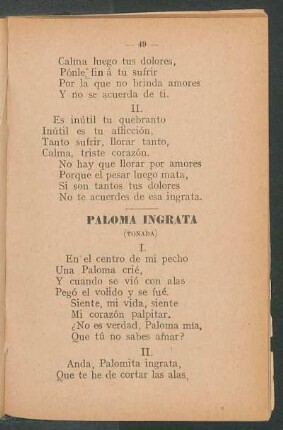 — 49 —
Calma luego tus dolores,
Pónle fin á tu sufrir
Por la que no brinda amores
Y no se acuerda de ti.
II.
Es inútil tu quebranto
Inútil es tu aflicción.
Tanto sufrir, llorar tanto,
Calma, triste corazón.
No hay que llorar por amores
Porque el pesar luego mata,
Si son tantos tus dolores
No te acuerdes de esa ingrata.
PALOMA INGRATA
(TONADA)
I.
En el centro de mi pecho
Una Paloma crié,
Y cuando se vió con alas
Pegó el volido y se fué.
Siente, mi vida, siente
Mi corazón palpitar.
¿No es verdad, Paloma mía,
Que tú no sabes amar?
II.
Anda, Palomita ingrata,
Que te he de cortar las alas,